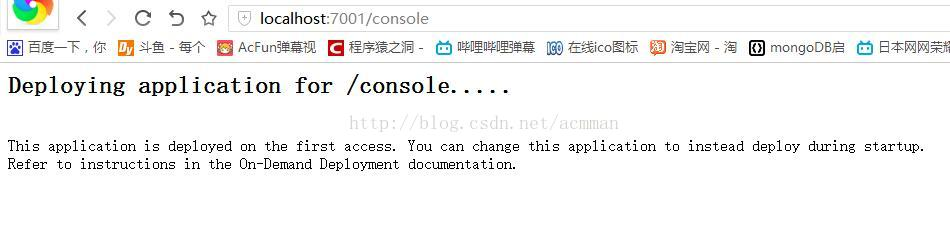 localhost:7001/console
百度一下，你 斗鱼 - 每个 AcFun弹幕视 程序猿之洞 - 哔哩哔哩弹幕 ICO 在线ico图标 淘宝网 - 淘 mongoDB启 日本网网荣耀
Deploying application for /console.....
http://blog.csdn.net/acmman
This application is deployed on the first access. You can change this application to instead deploy during startup.
Refer to instructions in the On-Demand Deployment documentation.